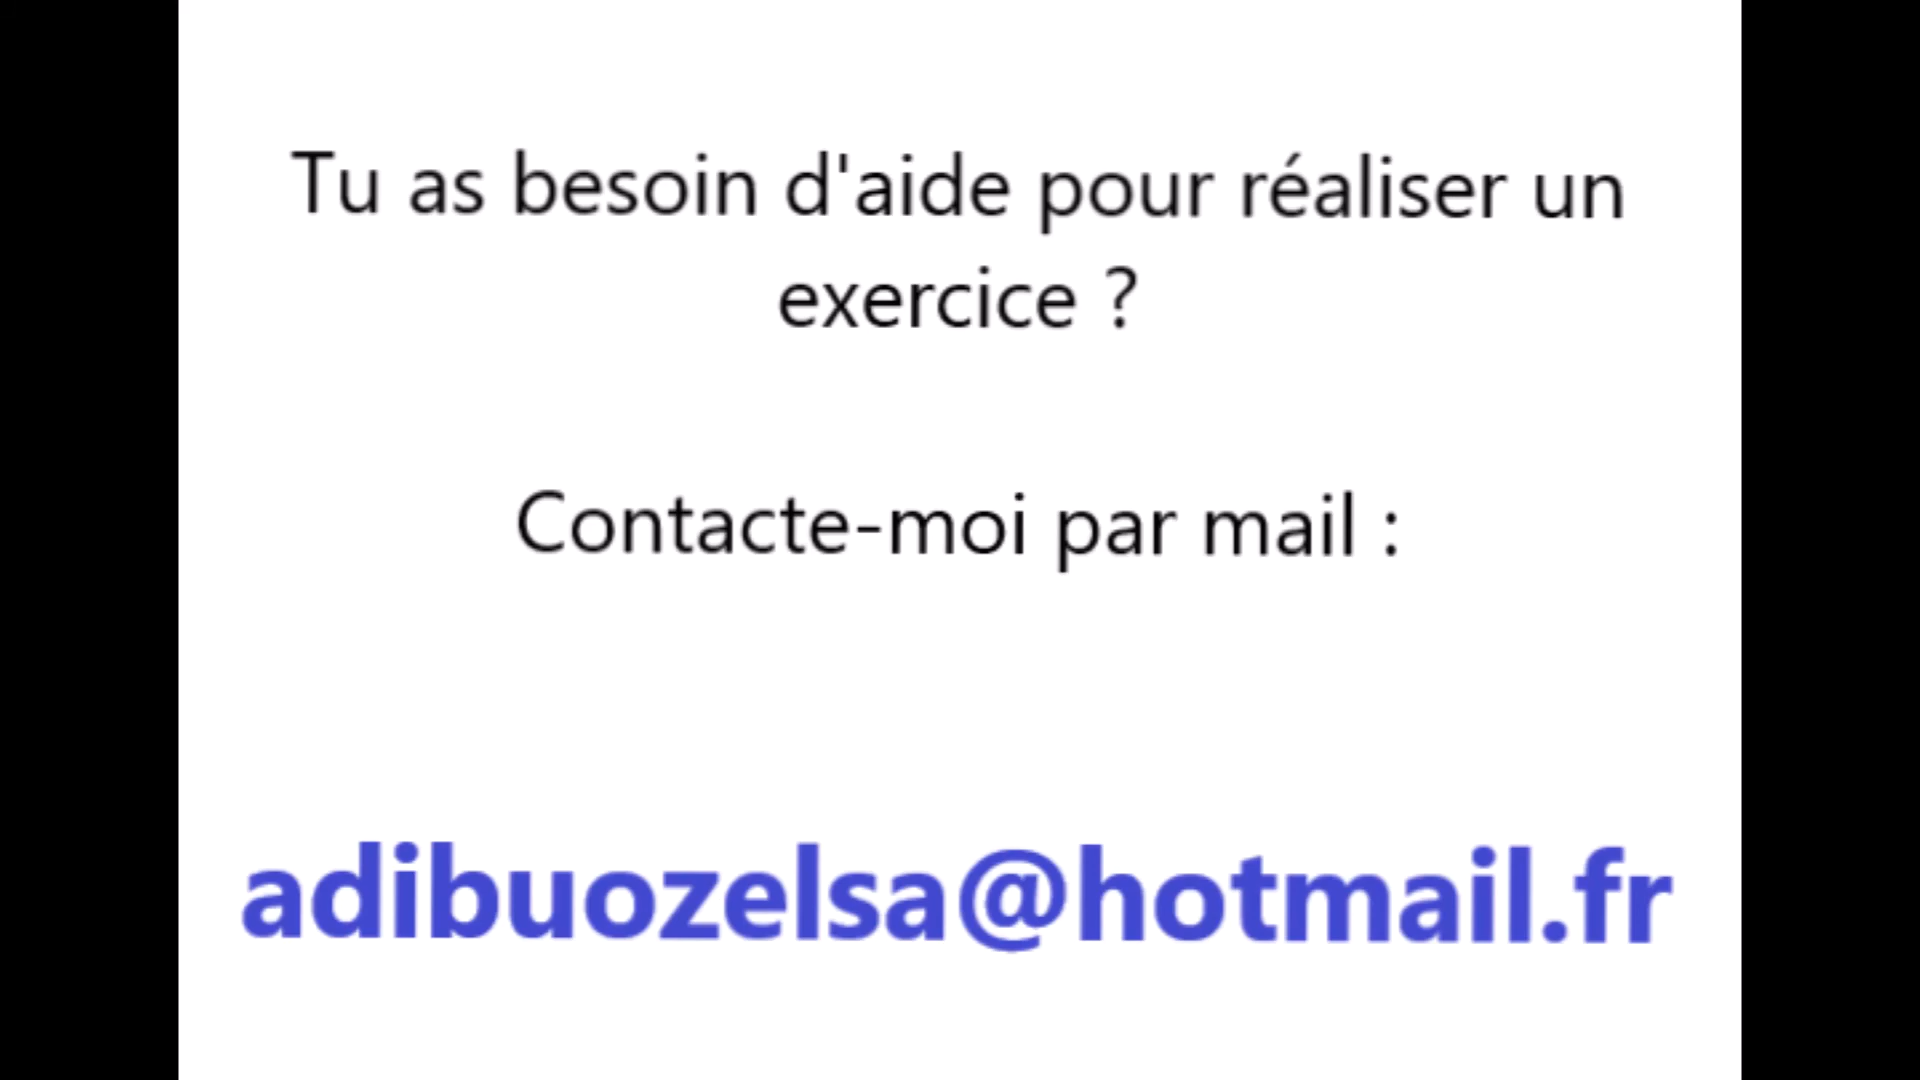 Tu as besoin d'aide pour réaliser un
exercice ?
Contacte-moi par mail :
adibuozelsa@hotmail.fr